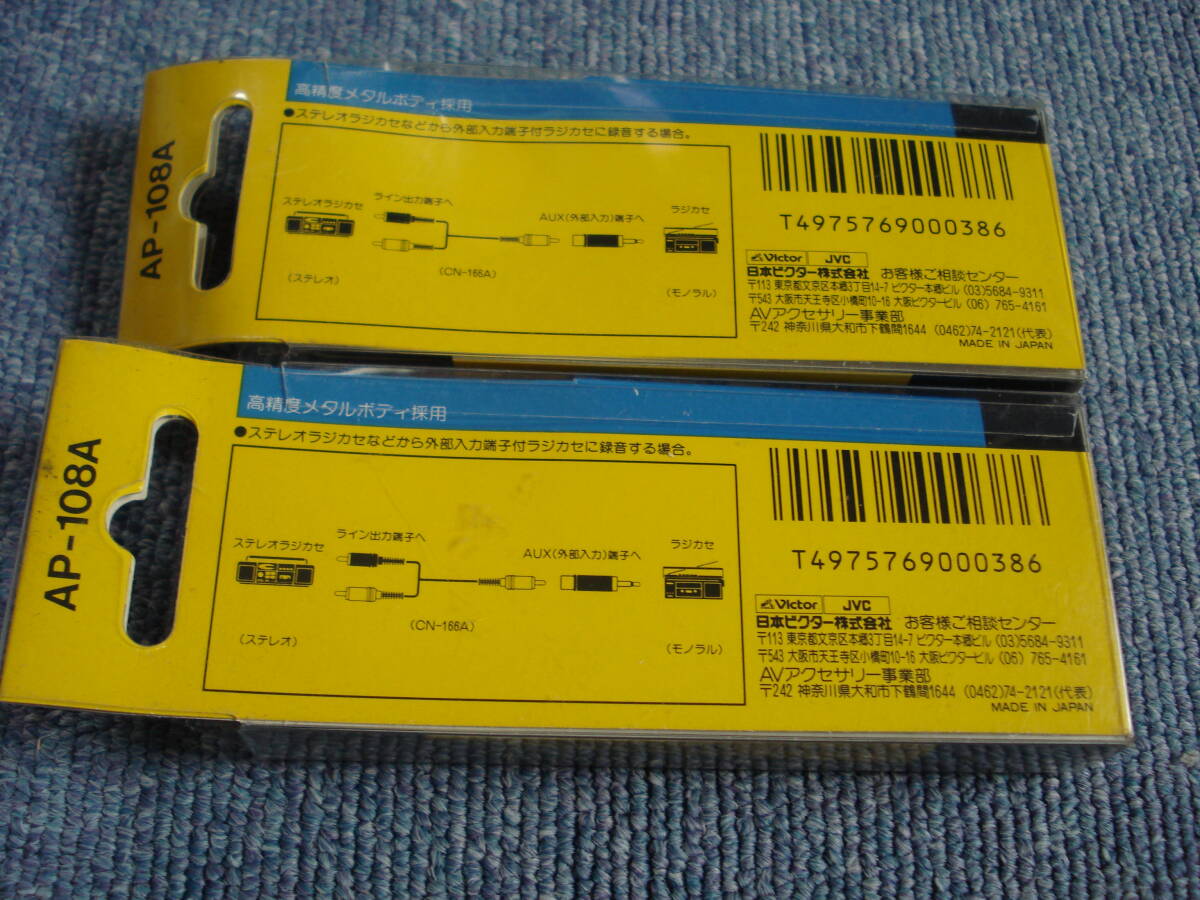 AP-108A
高精度メタルボディ採用
●ステレオラジカセなどから外部入力端子付ラジカセに録音する場合。
ステレオラジカセ
ライン出力端子へ
AUX(外部入力)端子へ
ラジカセ
(ステレオ)
(CN-166A)
(モノラル)
T4975769000386
Victor JVC
日本ビクター株式会社 お客様ご相談センター
〒113 東京都文京区本郷3丁目14-7 ビクター本郷ビル (03)5684-9311
〒543 大阪市天王寺区小橋町10-16 大阪ビクタービル (06) 765-4161
AVアクセサリー事業部
〒242 神奈川県大和市下鶴間1644 (0462)74-2121(代表)
MADE IN JAPAN
AP-108A
高精度メタルボディ採用
●ステレオラジカセなどから外部入力端子付ラジカセに録音する場合。
ステレオラジカセ
ライン出力端子へ
AUX(外部入力)端子へ
ラジカセ
(ステレオ)
(CN-166A)
(モノラル)
T4975769000386
Victor JVC
日本ビクター株式会社 お客様ご相談センター
〒113 東京都文京区本郷3丁目14-7 ビクター本郷ビル (03)5684-9311
〒543 大阪市天王寺区小橋町10-16 大阪ビクタービル (06) 765-4161
AVアクセサリー事業部
〒242 神奈川県大和市下鶴間1644 (0462)74-2121(代表)
MADE IN JAPAN